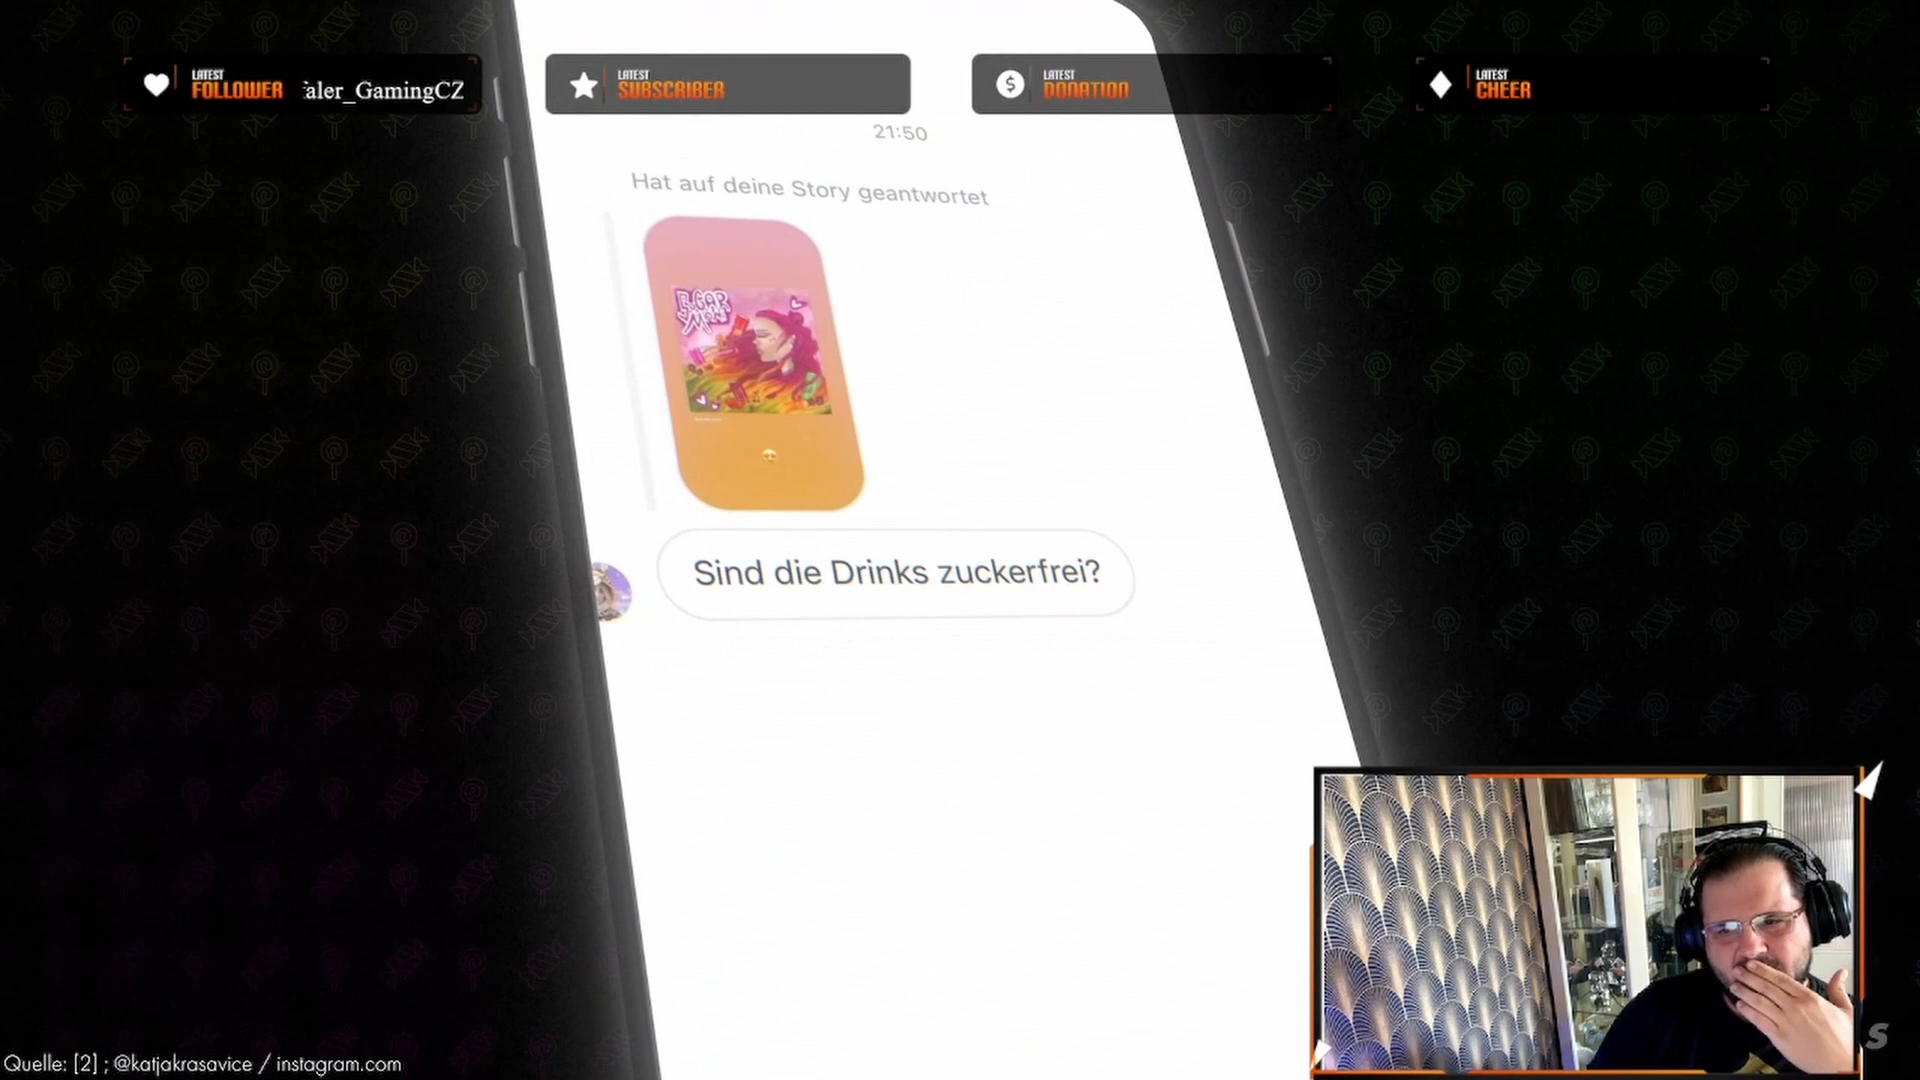 LATEST
FOLLOWER
aler_GamingCZ
LATEST
SUBSCRIBER
LATEST
DONATION
LATEST
CHEER
21:50
Hat auf deine Story geantwortet
Sind die Drinks zuckerfrei?
Quelle: [2] ; @katjakrasavice / instagram.com
S